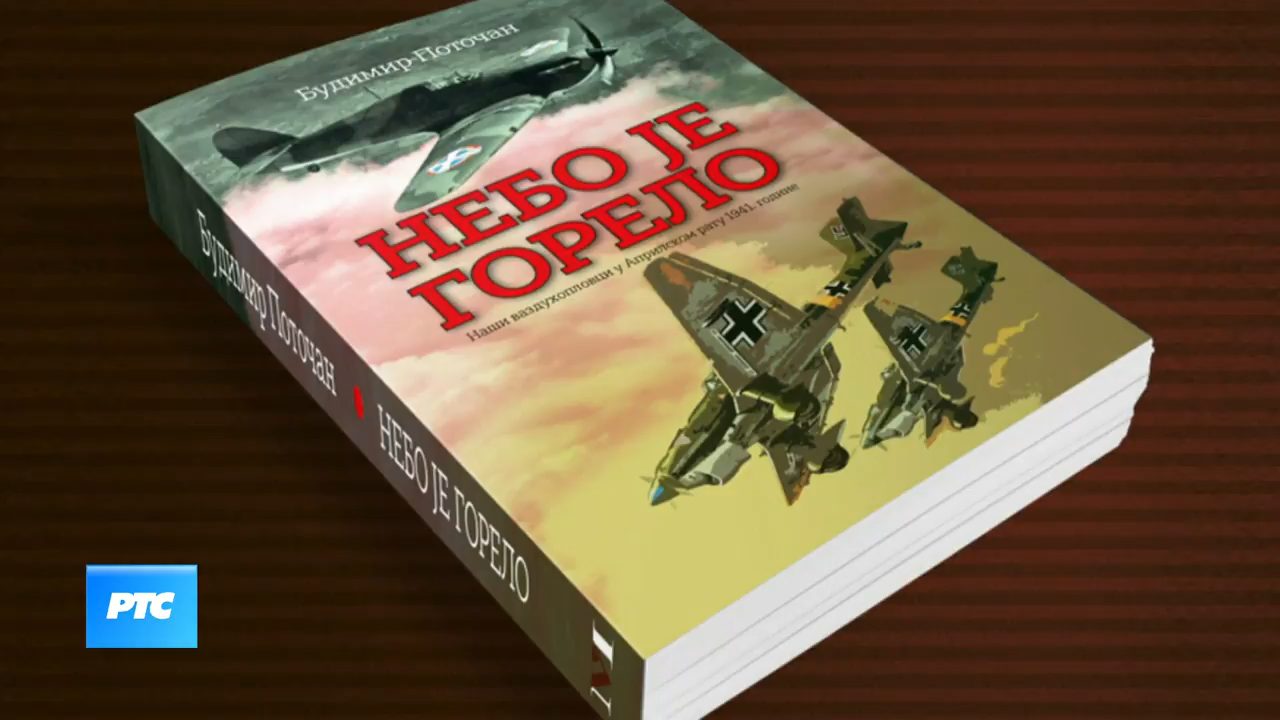 Будимир Поточан
НЕБО ЈЕ
ГОРЕЛО
Наши ваздухопловци у Априлском рату 1941. године
Будимир Поточан
НЕБО ЈЕ ГОРЕЛО
РТС